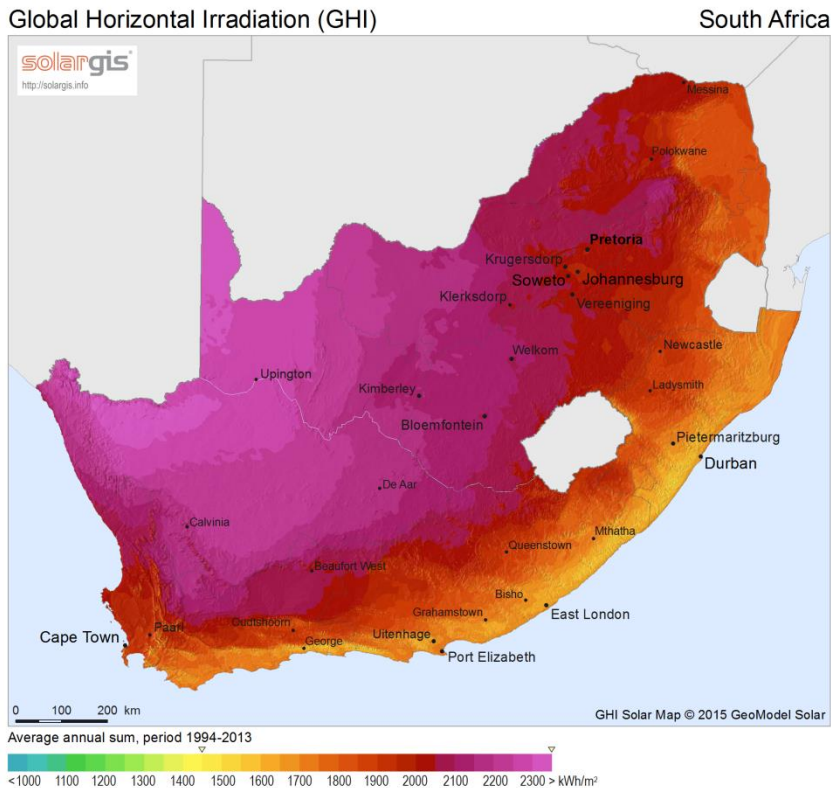 Global Horizontal Irradiation (GHI)
South Africa
solargis
http://solargis.info
Messina
Polokwane
Pretoria
Krugersdorp
Soweto
Johannesburg
Klerksdorp
Vereeniging
Newcastle
Welkom
Upington
Ladysmith
Kimberley
Bloemfontein
Pietermaritzburg
Durban
De Aar
Calvinia
Mthatha
Queenstown
Beaufort West
Bisho
East London
Grahamstown
Oudtshoorn
Paarl
Cape Town
Uitenhage
George
Port Elizabeth
0 100 200 km
GHI Solar Map © 2015 GeoModel Solar
Average annual sum, period 1994-2013
<1000 1100 1200 1300 1400 1500 1600 1700 1800 1900 2000 2100 2200 2300 > kWh/m²